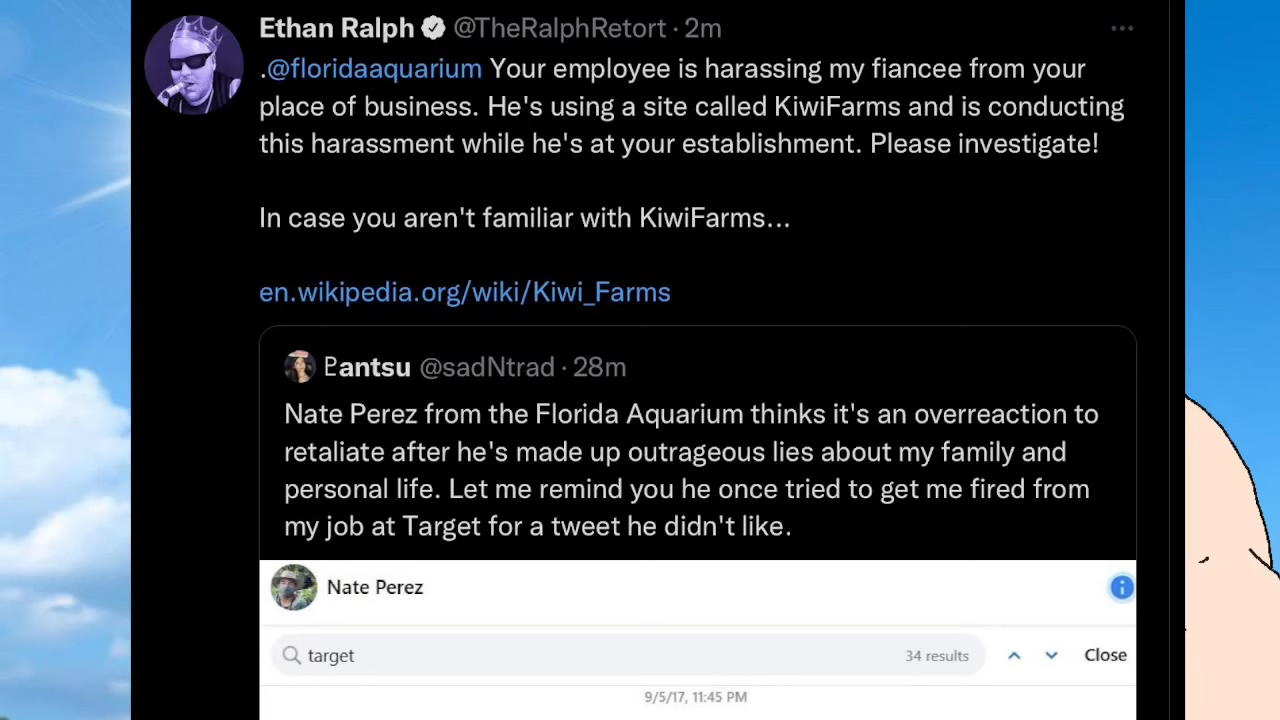 Ethan Ralph @TheRalphRetort · 2m
.@floridaaquarium Your employee is harassing my fiancee from your
place of business. He's using a site called KiwiFarms and is conducting
this harassment while he's at your establishment. Please investigate!
In case you aren't familiar with KiwiFarms...
en.wikipedia.org/wiki/Kiwi_Farms
Pantsu @sadNtrad · 28m
Nate Perez from the Florida Aquarium thinks it's an overreaction to
retaliate after he's made up outrageous lies about my family and
personal life. Let me remind you he once tried to get me fired from
my job at Target for a tweet he didn't like.
Nate Perez
target 34 results Close
9/5/17, 11:45 PM